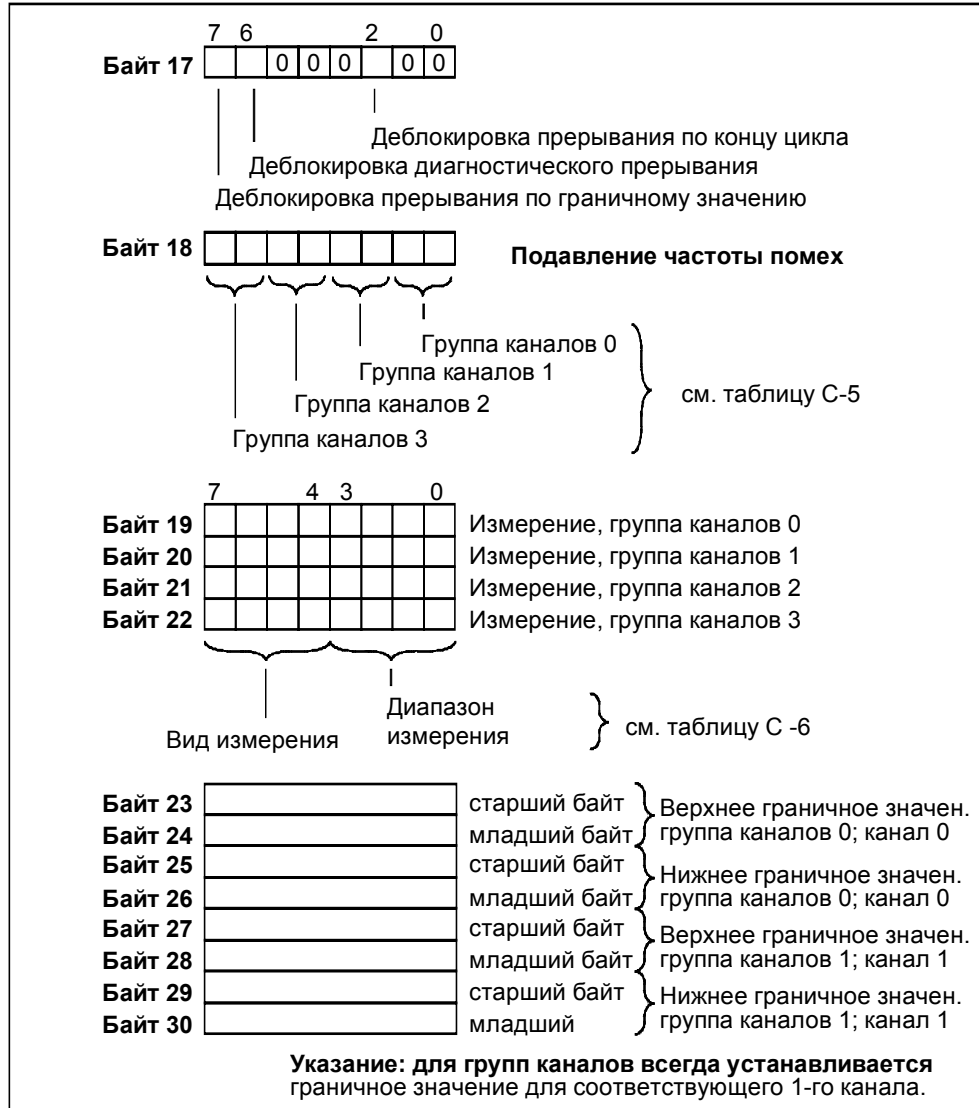 7 6 2 0
Байт 17 0 0 0 0 0
Деблокировка прерывания по концу цикла
Деблокировка диагностического прерывания
Деблокировка прерывания по граничному значению
Байт 18 Подавление частоты помех
Группа каналов 0
Группа каналов 1
Группа каналов 2
Группа каналов 3
см. таблицу С-5
7 4 3 0
Байт 19 Измерение, группа каналов 0
Байт 20 Измерение, группа каналов 1
Байт 21 Измерение, группа каналов 2
Байт 22 Измерение, группа каналов 3
Диапазон
Вид измерения измерения
см. таблицу С -6
Байт 23 старший байт Верхнее граничное значен.
Байт 24 младший байт группа каналов 0; канал 0
Байт 25 старший байт Нижнее граничное значен.
Байт 26 младший байт группа каналов 0; канал 0
Байт 27 старший байт Верхнее граничное значен.
Байт 28 младший байт группа каналов 1; канал 1
Байт 29 старший байт Нижнее граничное значен.
Байт 30 младший группа каналов 1; канал 1
Указание: для групп каналов всегда устанавливается
граничное значение для соответствующего 1-го канала.